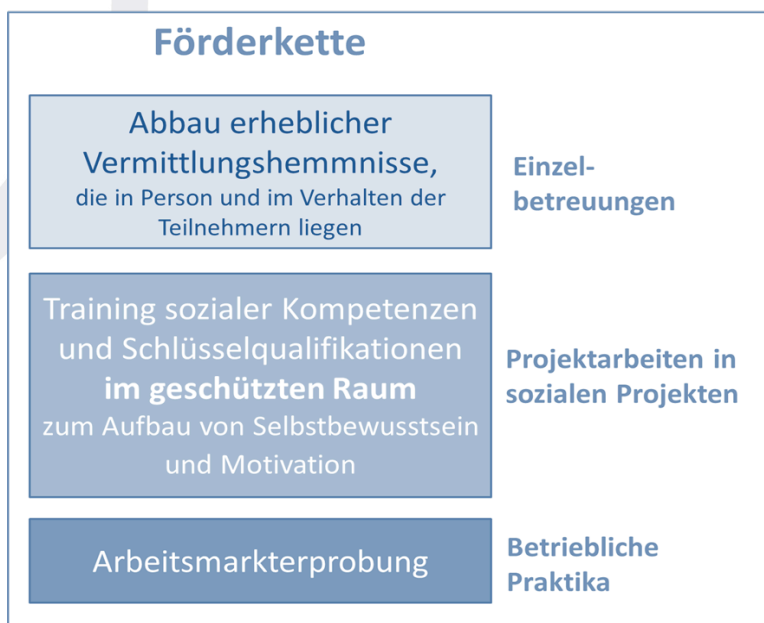 Förderkette
Abbau erheblicher
Vermittlungshemmnisse,
die in Person und im Verhalten der
Teilnehmern liegen
Einzel-
betreuungen
Training sozialer Kompetenzen
und Schlüsselqualifikationen
im geschützten Raum
zum Aufbau von Selbstbewusstsein
und Motivation
Projektarbeiten in
sozialen Projekten
Arbeitsmarkterprobung
Betriebliche
Praktika